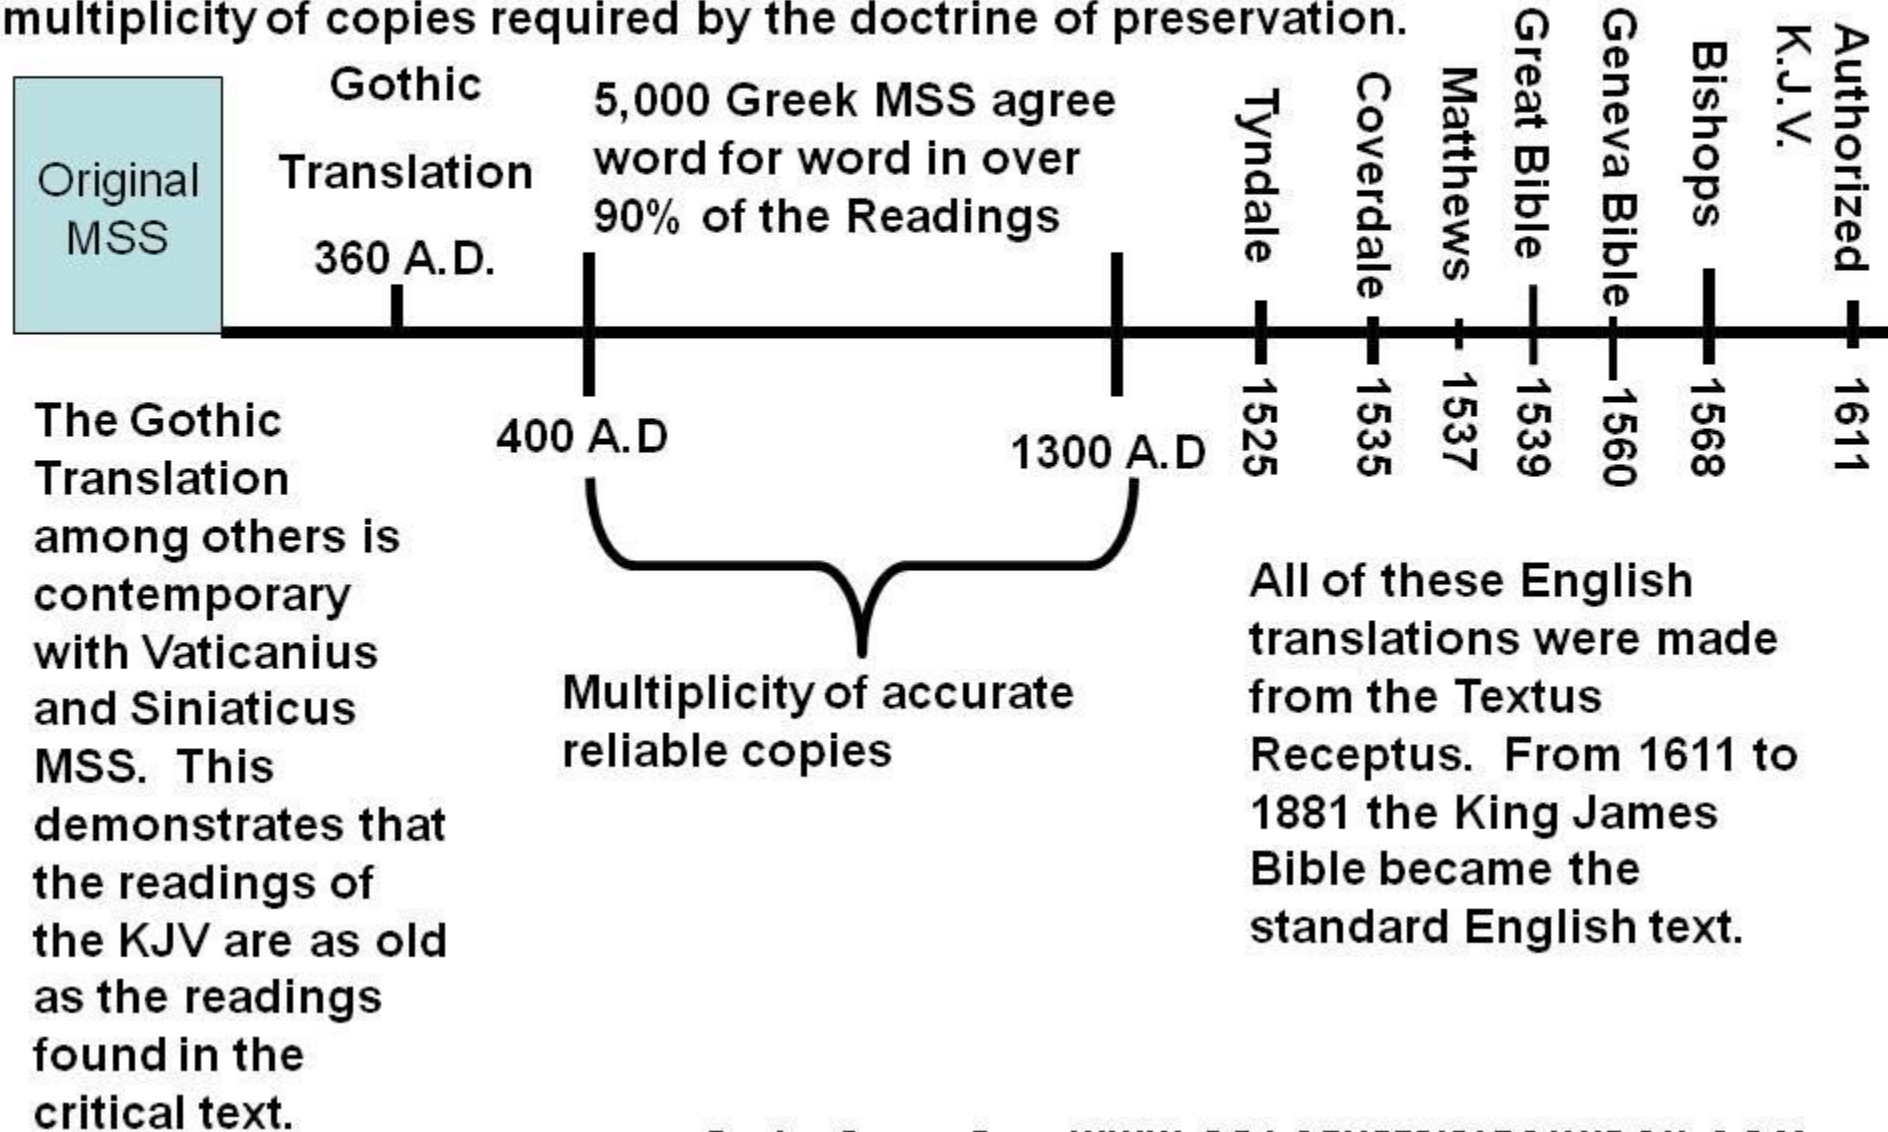 multiplicity of copies required by the doctrine of preservation.
Original
MSS
Gothic
Translation
360 A.D.
5,000 Greek MSS agree
word for word in over
90% of the Readings
Tyndale
Coverdale
Matthews
Great Bible
Geneva Bible
Bishops
K.J.V.
Authorized
400 A.D
1300 A.D
1525
1535
1537
1539
1560
1568
1611
The Gothic
Translation
among others is
contemporary
with Vaticanius
and Siniaticus
MSS. This
demonstrates that
the readings of
the KJV are as old
as the readings
found in the
critical text.
Multiplicity of accurate
reliable copies
All of these English
translations were made
from the Textus
Receptus. From 1611 to
1881 the King James
Bible became the
standard English text.